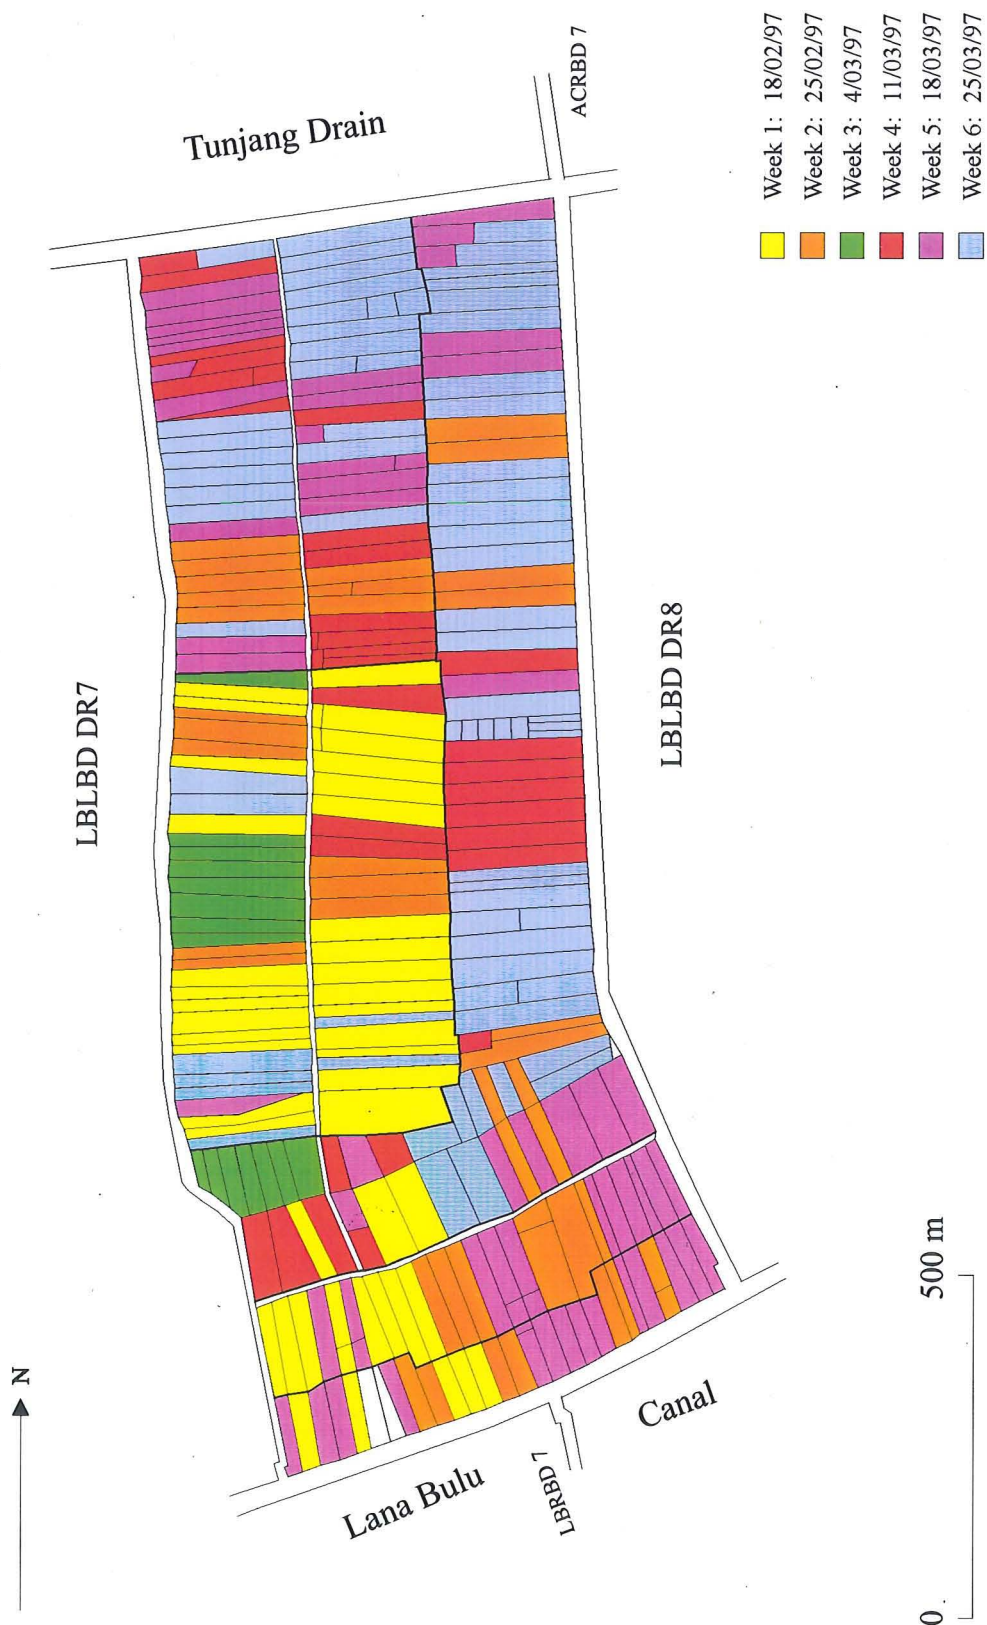 Tunjang Drain
ACRBD 7
LBLBD DR7
LBLBD DR8
Lana Bulu
Canal
LBRBD 7
N
0
500 m
Week 1: 18/02/97
Week 2: 25/02/97
Week 3: 4/03/97
Week 4: 11/03/97
Week 5: 18/03/97
Week 6: 25/03/97